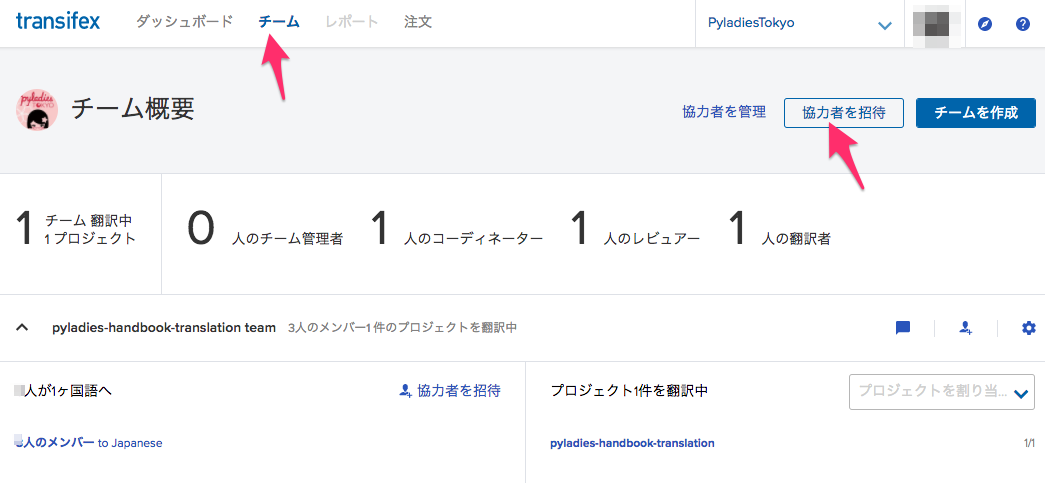 transifex ダッシュボード チーム レポート 注文 PyladiesTokyo
pyladies
TOKYO
チーム概要 協力者を管理 協力者を招待 チームを作成
1 チーム 翻訳中
1 プロジェクト
0 人のチーム管理者 1 人のコーディネーター 1 人のレビュアー 1 人の翻訳者
pyladies-handbook-translation team 3人のメンバー1 件のプロジェクトを翻訳中
人が1ヶ国語へ 協力者を招待 プロジェクト1件を翻訳中 プロジェクトを割り当...
人のメンバー to Japanese pyladies-handbook-translation 1/1